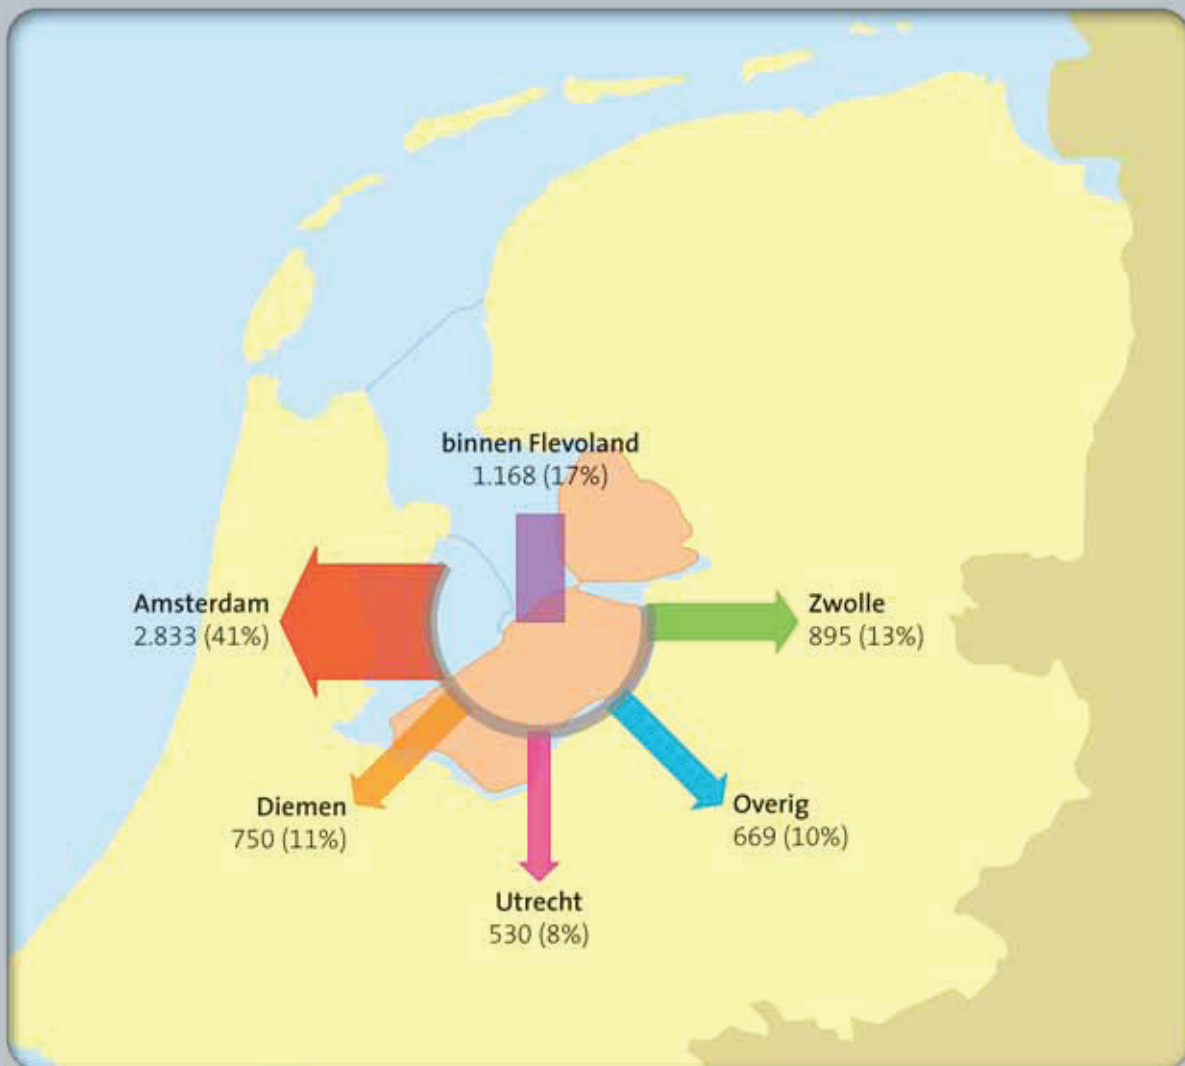 binnen Flevoland
1.168 (17%)
Amsterdam
2.833 (41%)
Zwolle
895 (13%)
Diemen
750 (11%)
Overig
669 (10%)
Utrecht
530 (8%)